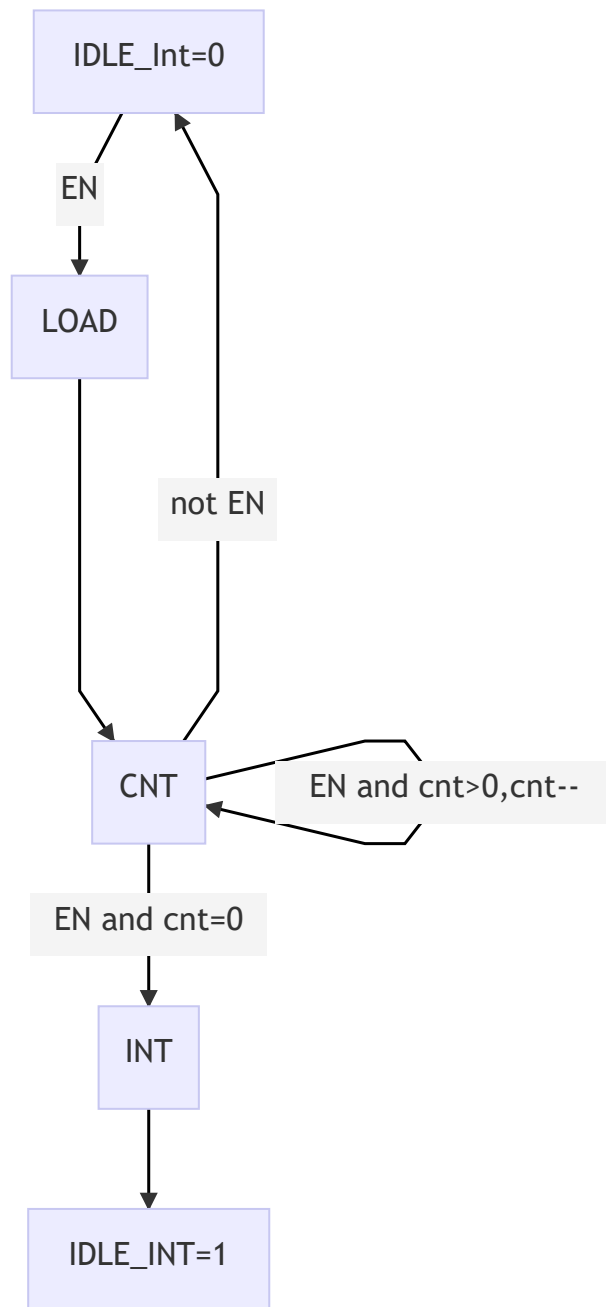 IDLE_Int=0
EN
LOAD
not EN
CNT
EN and cnt>0,cnt--
EN and cnt=0
INT
IDLE_INT=1